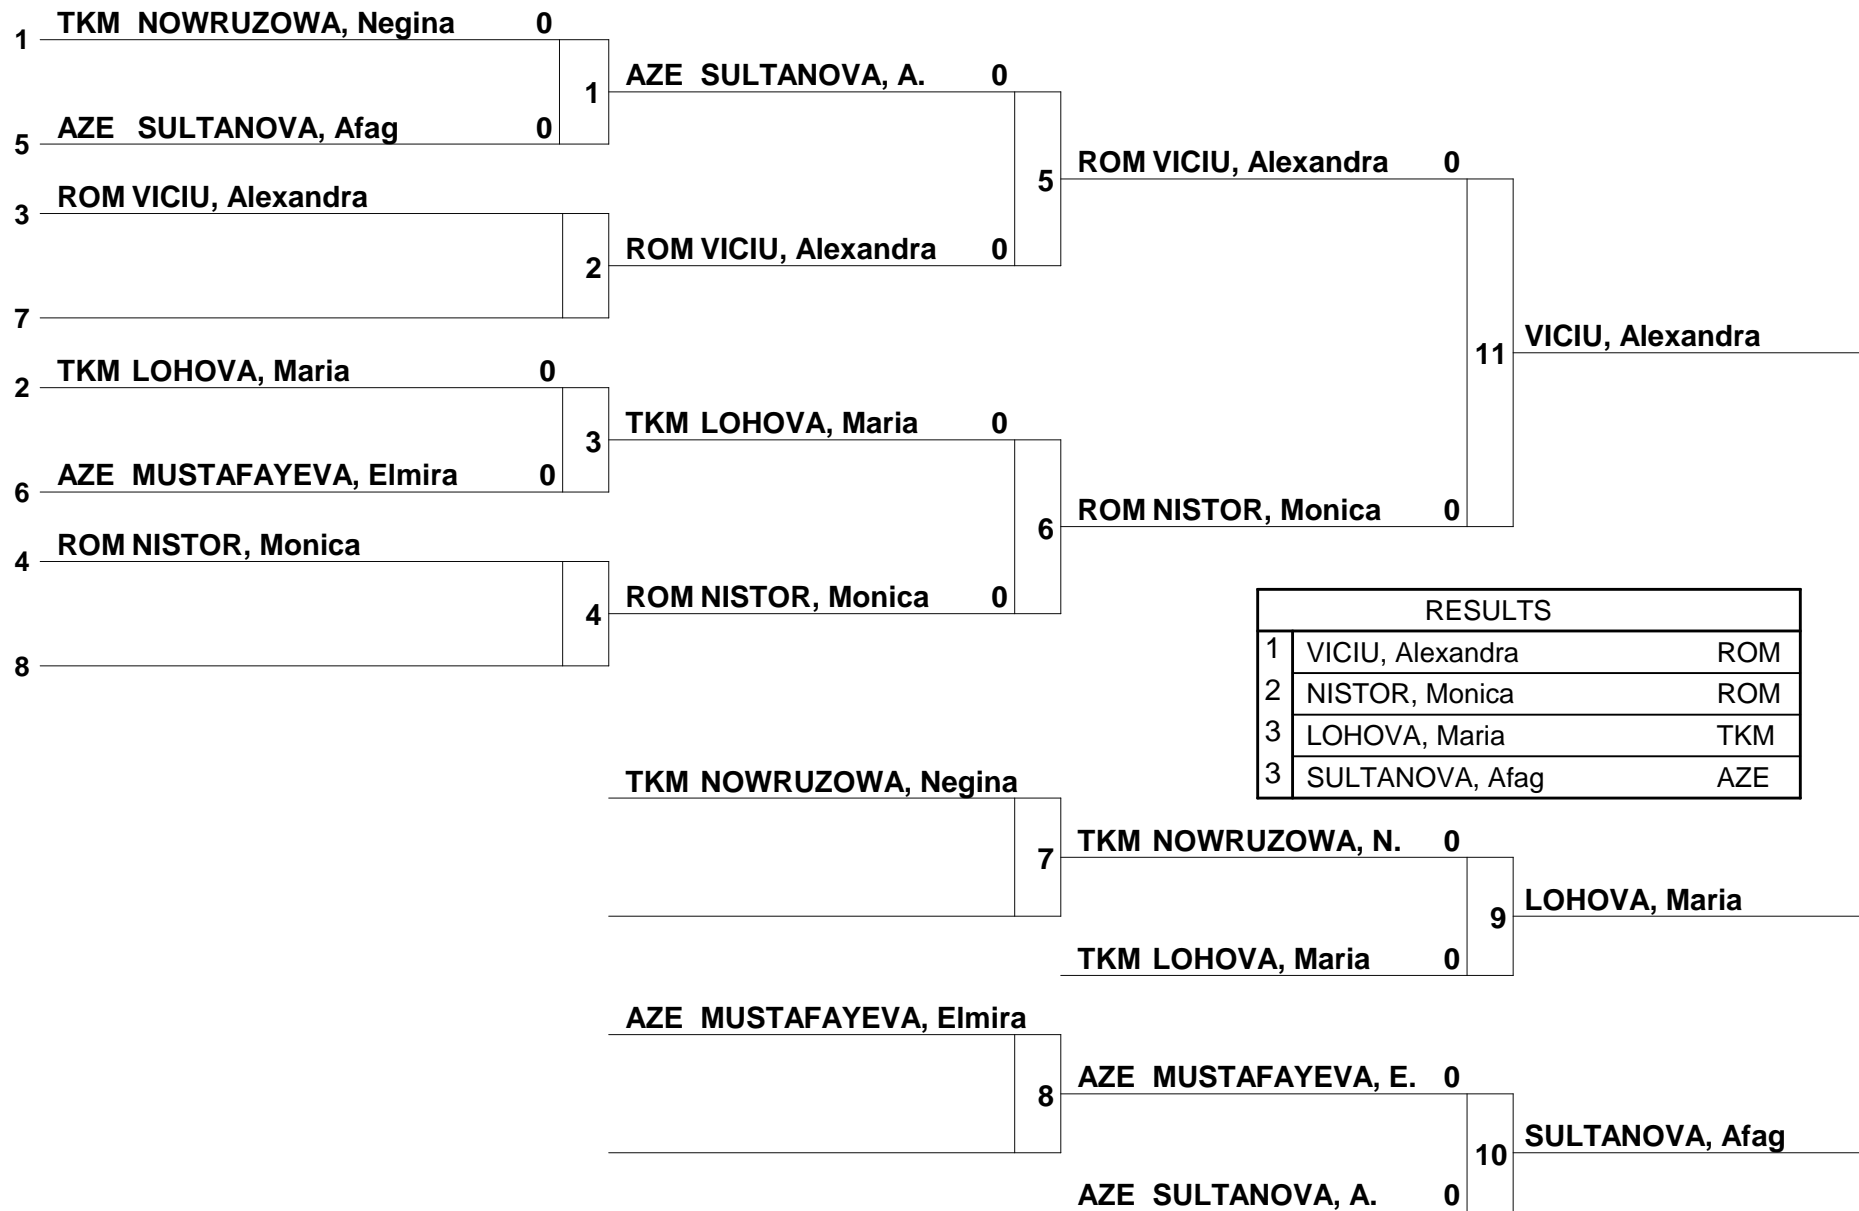 1 TKM NOWRUZOWA, Negina 0
1 AZE SULTANOVA, A. 0
5 AZE SULTANOVA, Afag 0
5 ROM VICIU, Alexandra 0
3 ROM VICIU, Alexandra
2 ROM VICIU, Alexandra 0
7
11 VICIU, Alexandra
2 TKM LOHOVA, Maria 0
3 TKM LOHOVA, Maria 0
6 AZE MUSTAFAYEVA, Elmira 0
6 ROM NISTOR, Monica 0
4 ROM NISTOR, Monica
4 ROM NISTOR, Monica 0
8
RESULTS
1 VICIU, Alexandra ROM
2 NISTOR, Monica ROM
3 LOHOVA, Maria TKM
3 SULTANOVA, Afag AZE
TKM NOWRUZOWA, Negina
7 TKM NOWRUZOWA, N. 0
9 LOHOVA, Maria
TKM LOHOVA, Maria 0
AZE MUSTAFAYEVA, Elmira
8 AZE MUSTAFAYEVA, E. 0
10 SULTANOVA, Afag
AZE SULTANOVA, A. 0